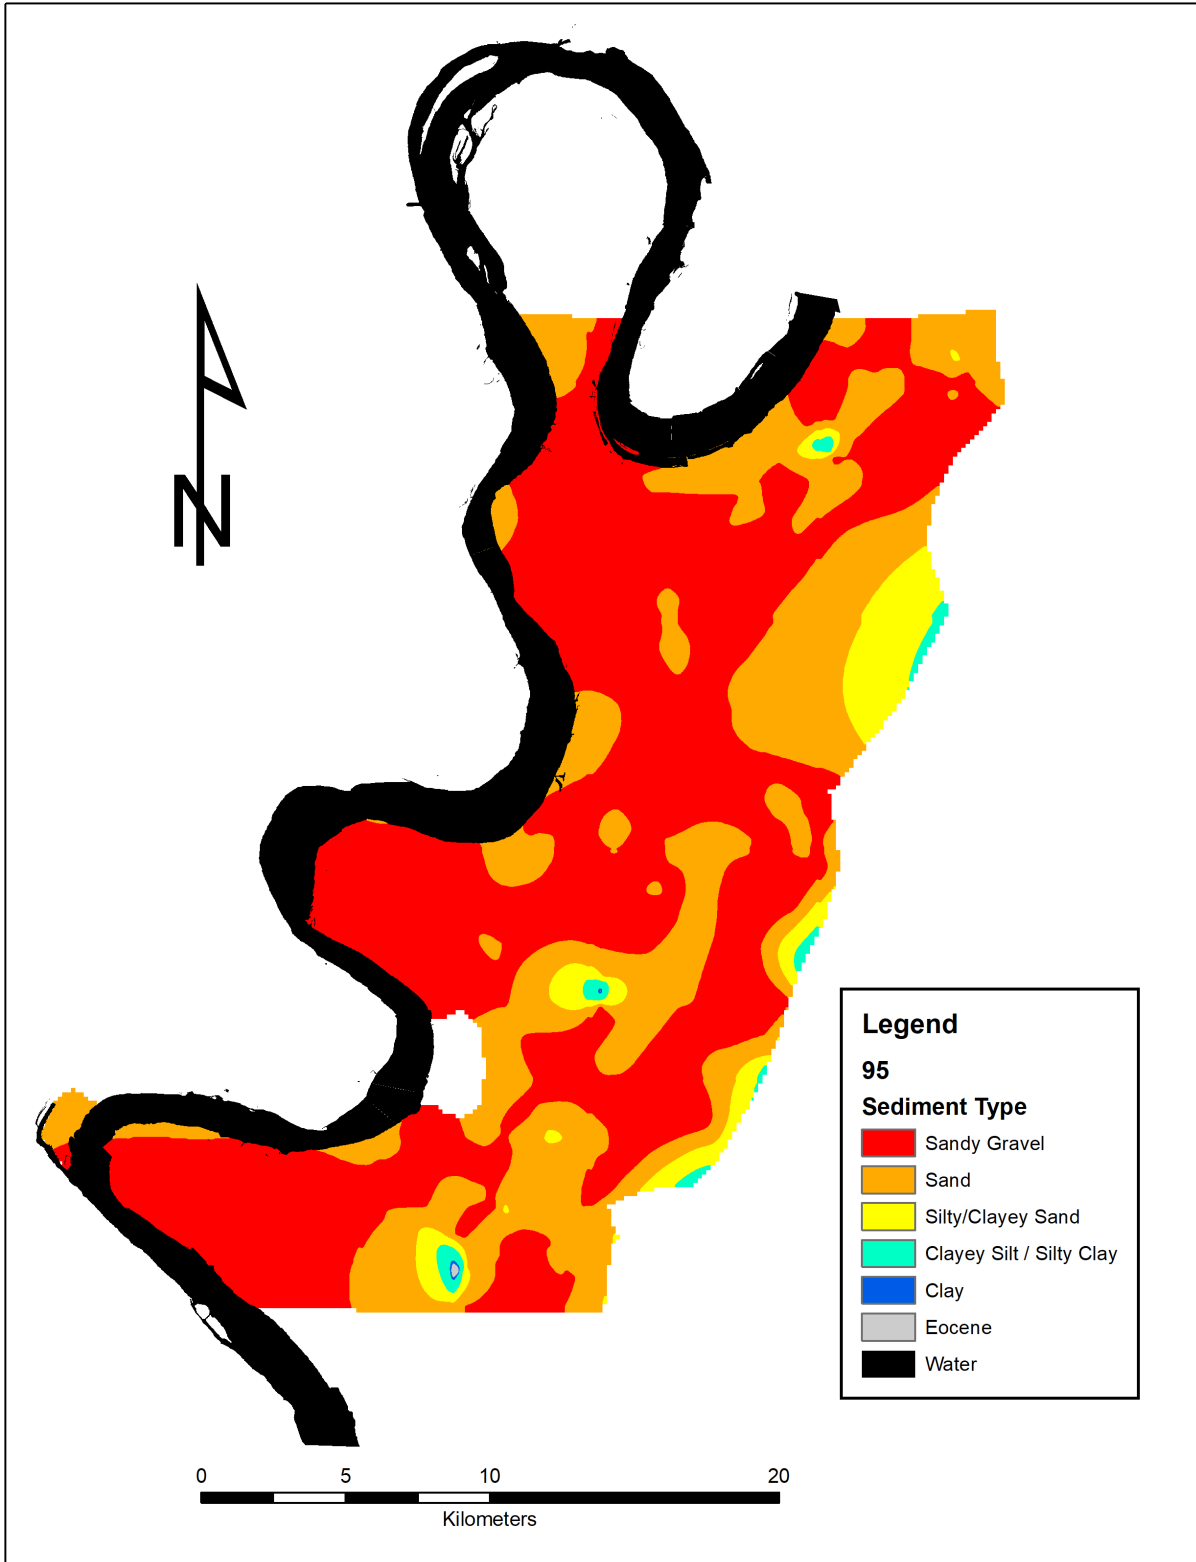 N
Legend
95
Sediment Type
Sandy Gravel
Sand
Silty/Clayey Sand
Clayey Silt / Silty Clay
Clay
Eocene
Water
0 5 10 20
Kilometers